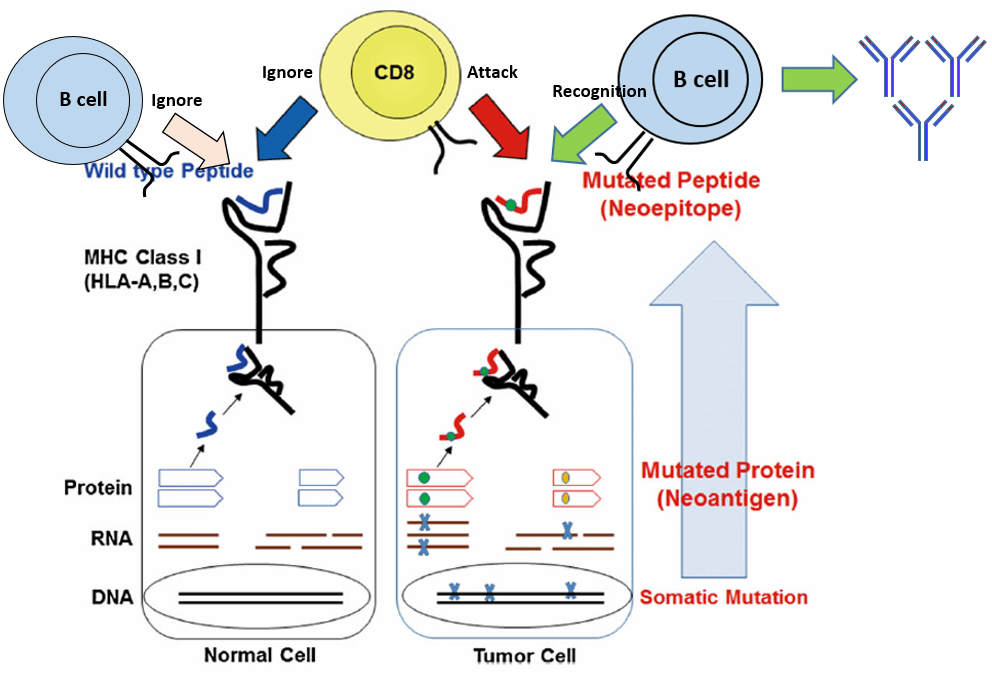 B cell
Ignore
Ignore
CD8
Attack
Recognition
B cell
Wild type Peptide
Mutated Peptide
(Neoepitope)
MHC Class I
(HLA-A,B,C)
Protein
RNA
DNA
Mutated Protein
(Neoantigen)
Somatic Mutation
Normal Cell
Tumor Cell